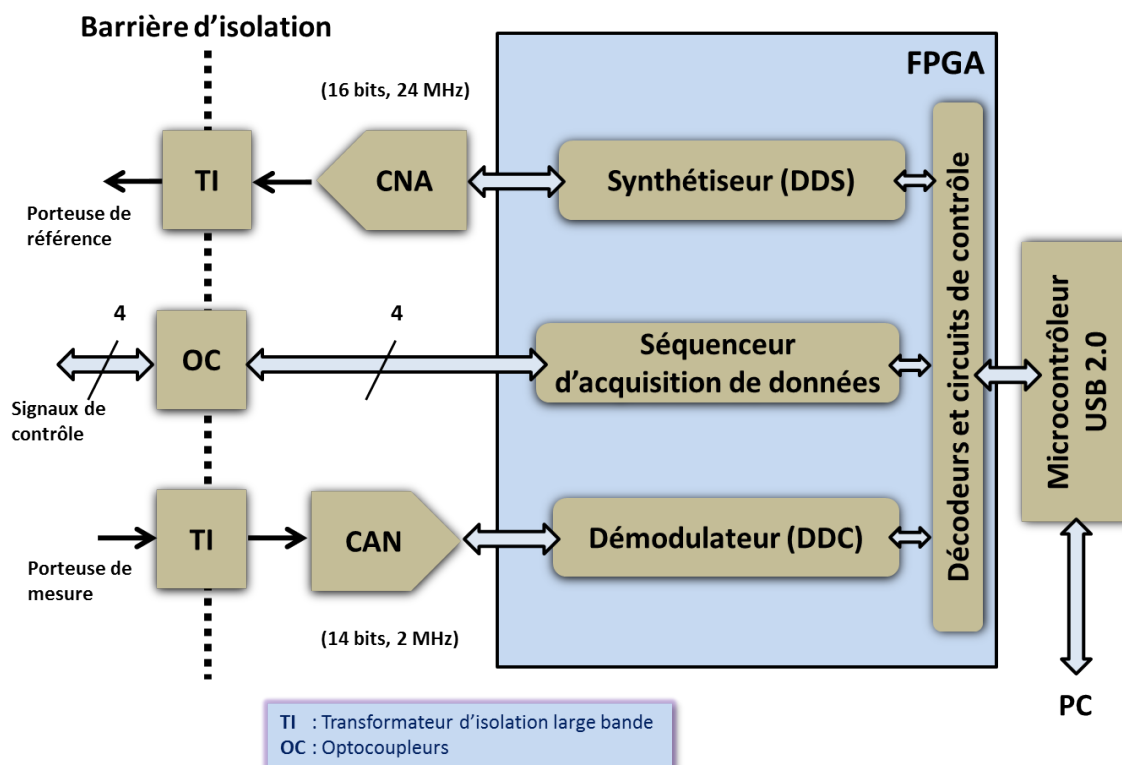 Barrière d'isolation
FPGA
(16 bits, 24 MHz)
TI
CNA
Synthétiseur (DDS)
Porteuse de
référence
4
4
OC
Séquenceur
d'acquisition de données
Signaux de
contrôle
TI
CAN
Démodulateur (DDC)
Porteuse de
mesure
(14 bits, 2 MHz)
Décodeurs et circuits de contrôle
Microcontrôleur
USB 2.0
PC
TI : Transformateur d'isolation large bande
OC : Optocoupleurs